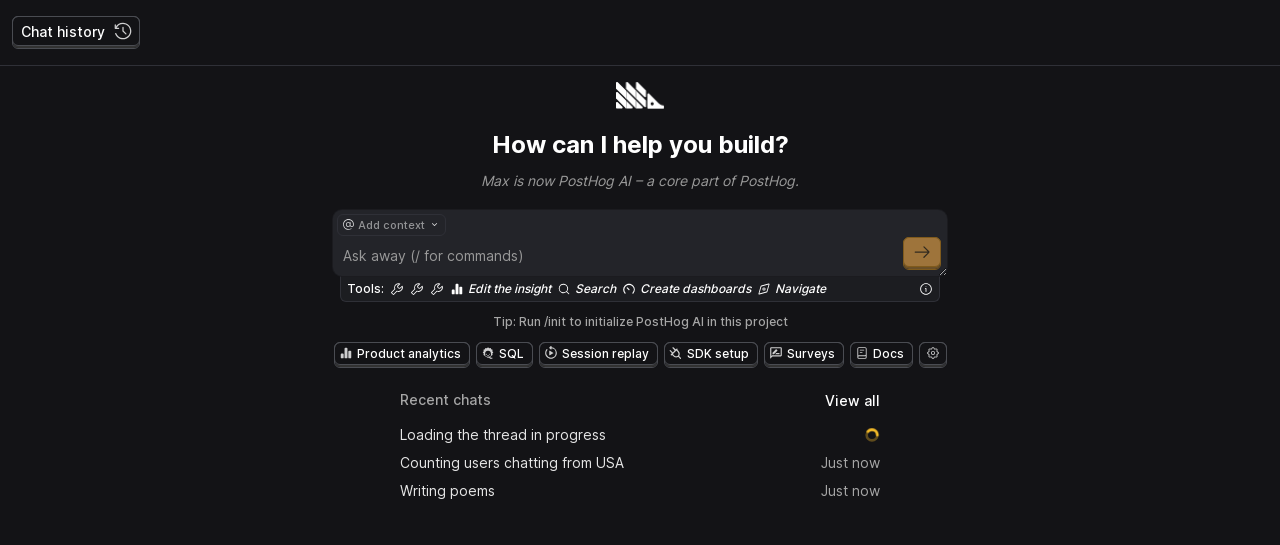 Chat history
How can I help you build?
Max is now PostHog AI – a core part of PostHog.
@ Add context
Ask away (/ for commands)
Tools: Edit the insight Search Create dashboards Navigate
Tip: Run /init to initialize PostHog AI in this project
Product analytics SQL Session replay SDK setup Surveys Docs
Recent chats View all
Loading the thread in progress
Counting users chatting from USA Just now
Writing poems Just now